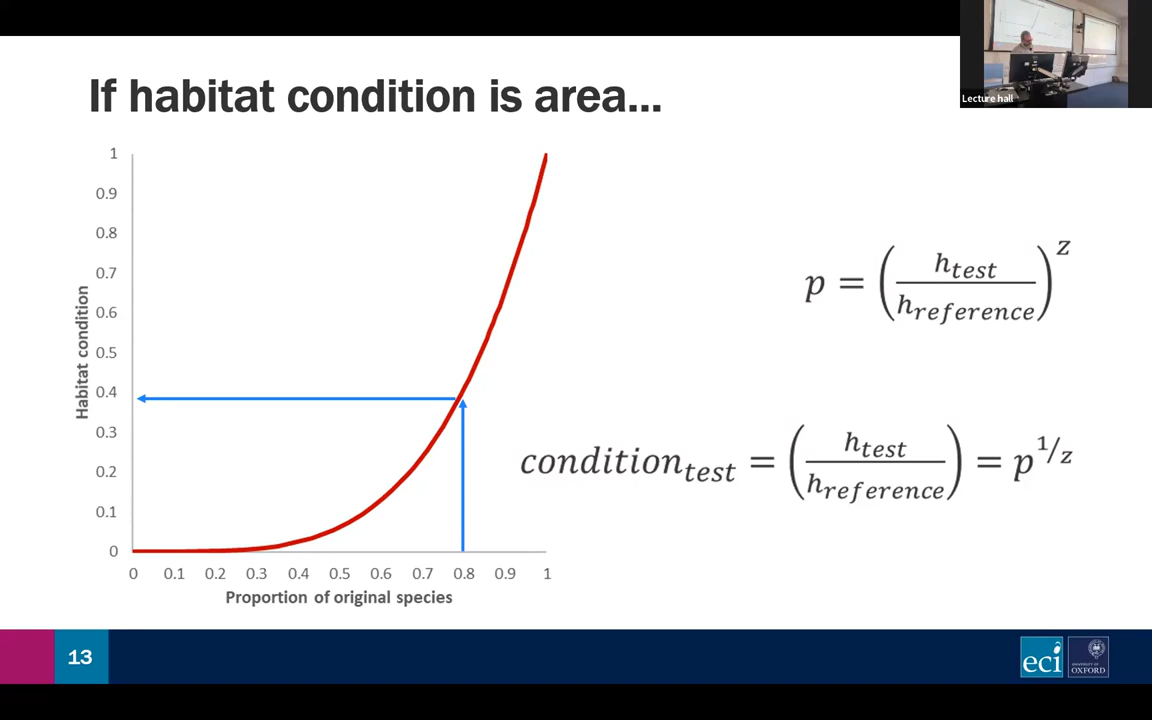 Lecture hall
If habitat condition is area...
1
0.9
0.8
0.7
0.6
0.5
0.4
0.3
0.2
0.1
0
Habitat condition
0 0.1 0.2 0.3 0.4 0.5 0.6 0.7 0.8 0.9 1
Proportion of original species
p = (h_test / h_reference)^z
condition_test = (h_test / h_reference) = p^1/z
13
eci
UNIVERSITY OF
OXFORD